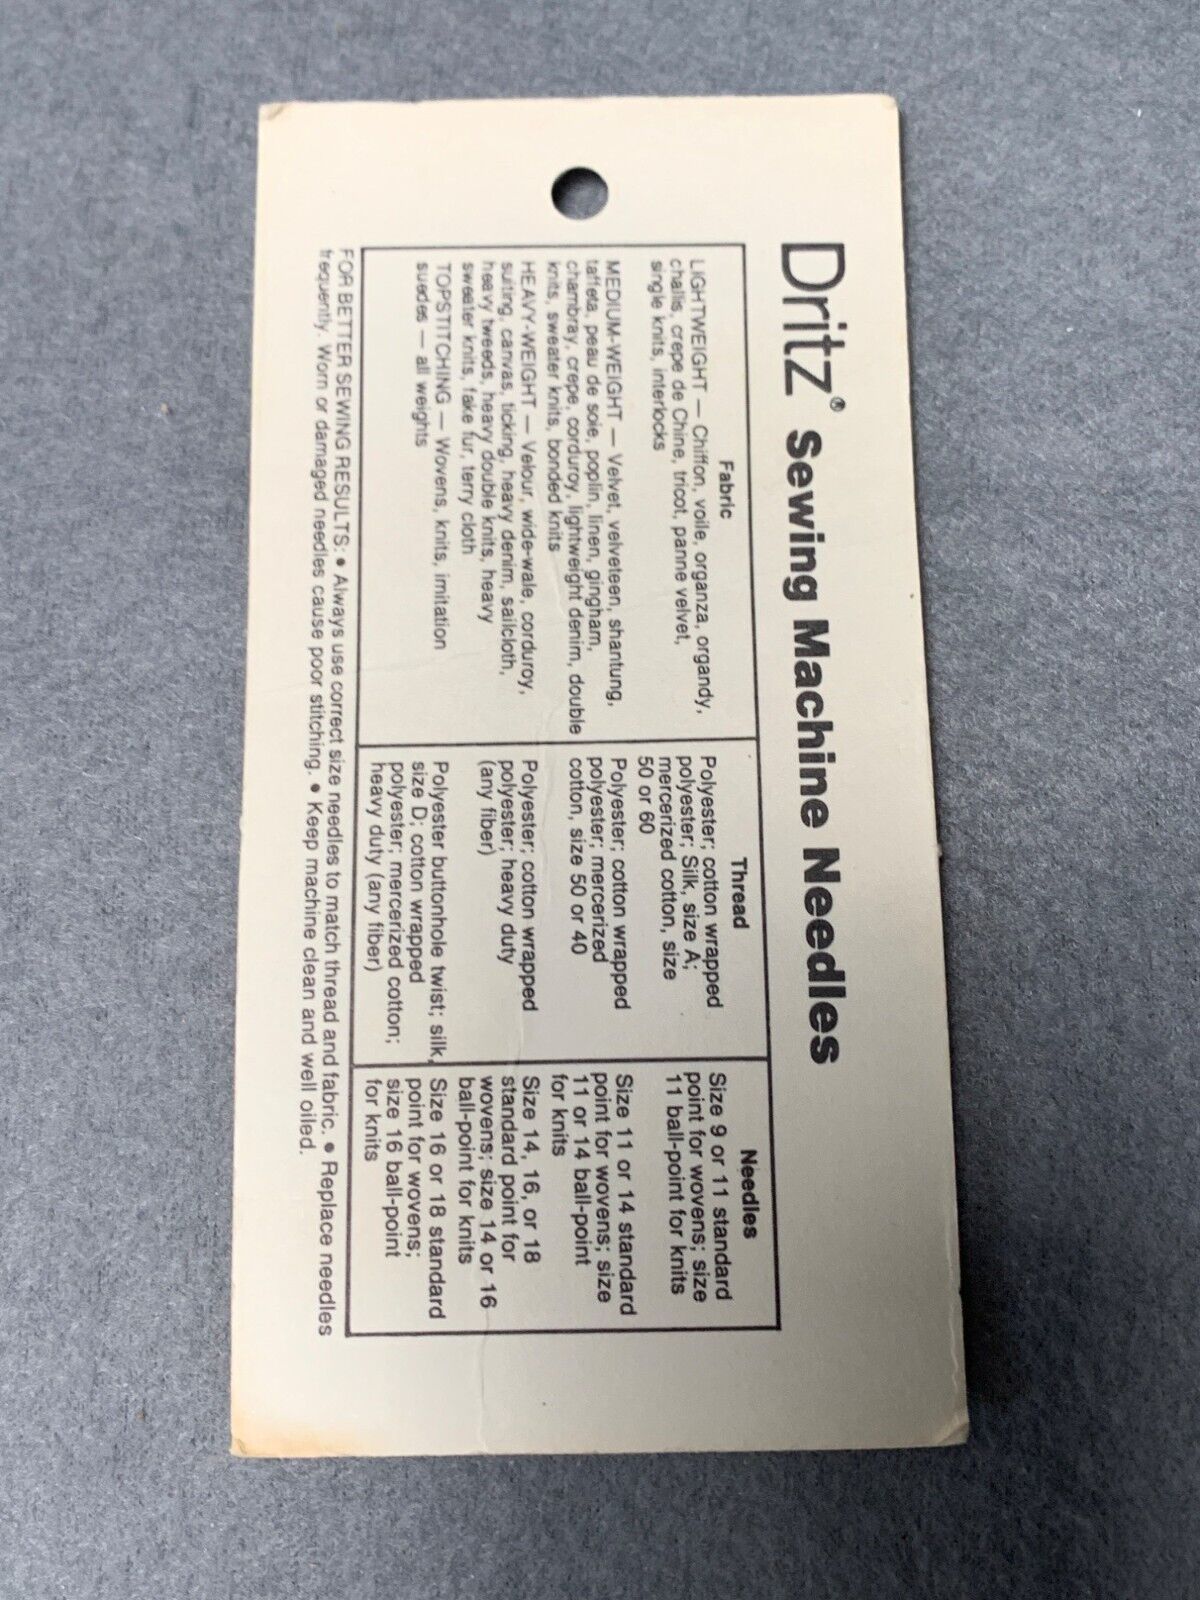 Dritz® Sewing Machine Needles
Fabric
LIGHTWEIGHT — Chiffon, voile, organza, organdy,
challis, crepe de Chine, tricot, panne velvet,
single knits, interlocks
MEDIUM-WEIGHT — Velvet, velveteen, shantung,
taffeta, peau de soie, poplin, linen, gingham,
chambray, crepe, corduroy, lightweight denim, double
knits, sweater knits, bonded knits
HEAVY-WEIGHT — Velour, wide-wale, corduroy,
suiting, canvas, ticking, heavy denim, sailcloth,
heavy tweeds, heavy double knits, heavy
sweater knits, fake fur, terry cloth
TOPSTITCHING — Wovens, knits, imitation
suedes — all weights
Thread
Polyester; cotton wrapped
polyester; Silk, size A;
mercerized cotton, size
50 or 60
Polyester; cotton wrapped
polyester; mercerized
cotton, size 50 or 40
Polyester; cotton wrapped
polyester; heavy duty
(any fiber)
Polyester buttonhole twist; silk,
size D; cotton wrapped
polyester; mercerized cotton;
heavy duty (any fiber)
Needles
Size 9 or 11 standard
point for wovens; size
11 ball-point for knits
Size 11 or 14 standard
point for wovens; size
11 or 14 ball-point
for knits
Size 14, 16, or 18
standard point for
wovens; size 14 or 16
ball-point for knits
Size 16 or 18 standard
point for wovens;
size 16 ball-point
for knits
FOR BETTER SEWING RESULTS: • Always use correct size needles to match thread and fabric. • Replace needles
frequently. Worn or damaged needles cause poor stitching. • Keep machine clean and well oiled.